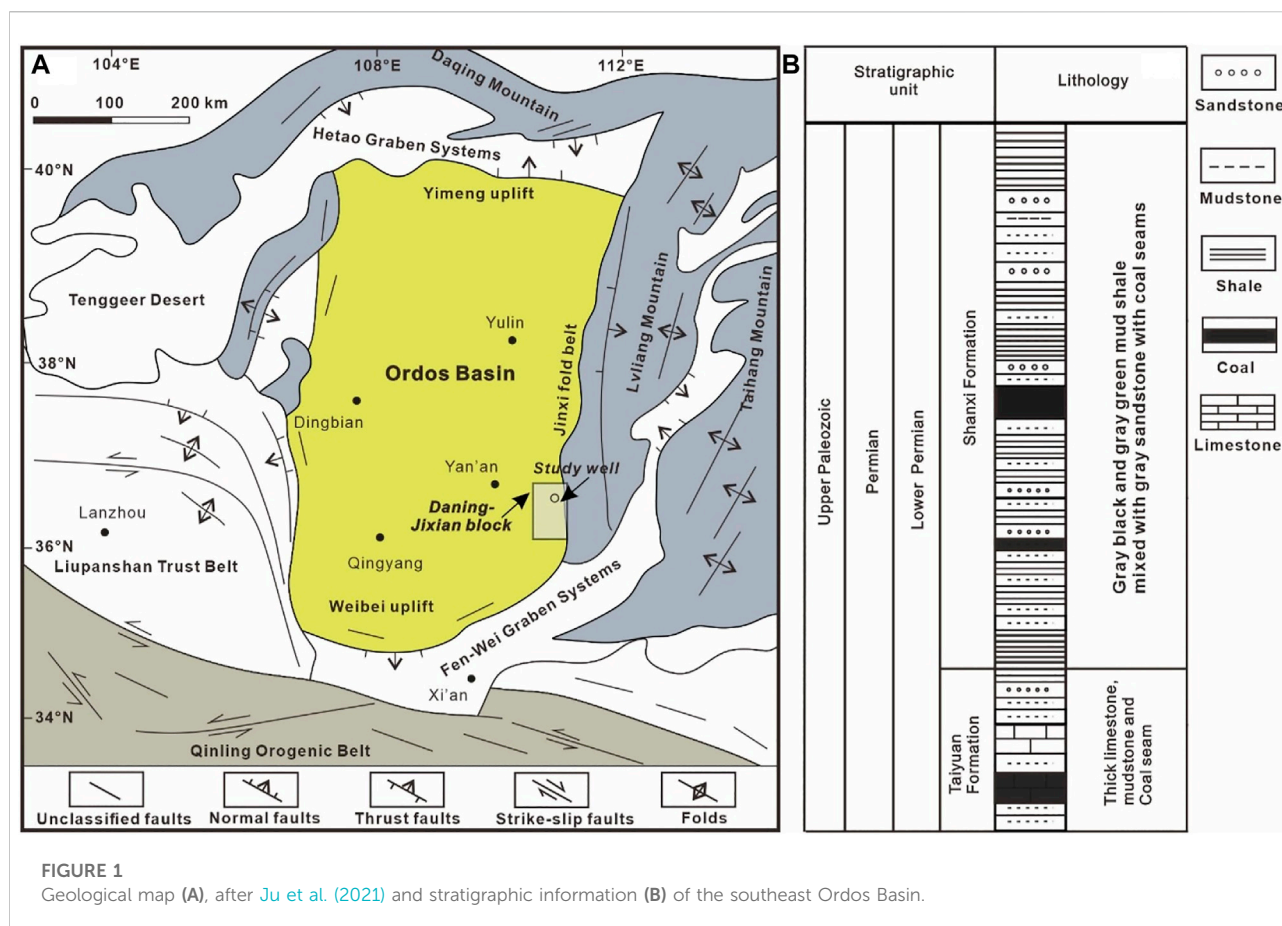 A
104°E
108°E
112°E
0 100 200 km
Daqing Mountain
Hetao Graben Systems
40°N
Yimeng uplift
Tenggeer Desert
Yulin
Jinxi fold belt
Lvliang Mountain
Taihang Mountain
38°N
Ordos Basin
Dingbian
Yan'an
Study well
Daning-
Jixian block
Lanzhou
36°N
Qingyang
Liupanshan Trust Belt
Weibei uplift
Fen-Wei Graben Systems
Xi'an
34°N
Qinling Orogenic Belt
Unclassified faults
Normal faults
Thrust faults
Strike-slip faults
Folds
B
Stratigraphic
unit
Lithology
Upper Paleozoic
Permian
Lower Permian
Shanxi Formation
Gray black and gray green mud shale
mixed with gray sandstone with coal seams
Taiyuan
Formation
Thick limestone,
mudstone and
Coal seam
Sandstone
Mudstone
Shale
Coal
Limestone
FIGURE 1
Geological map (A), after Ju et al. (2021) and stratigraphic information (B) of the southeast Ordos Basin.